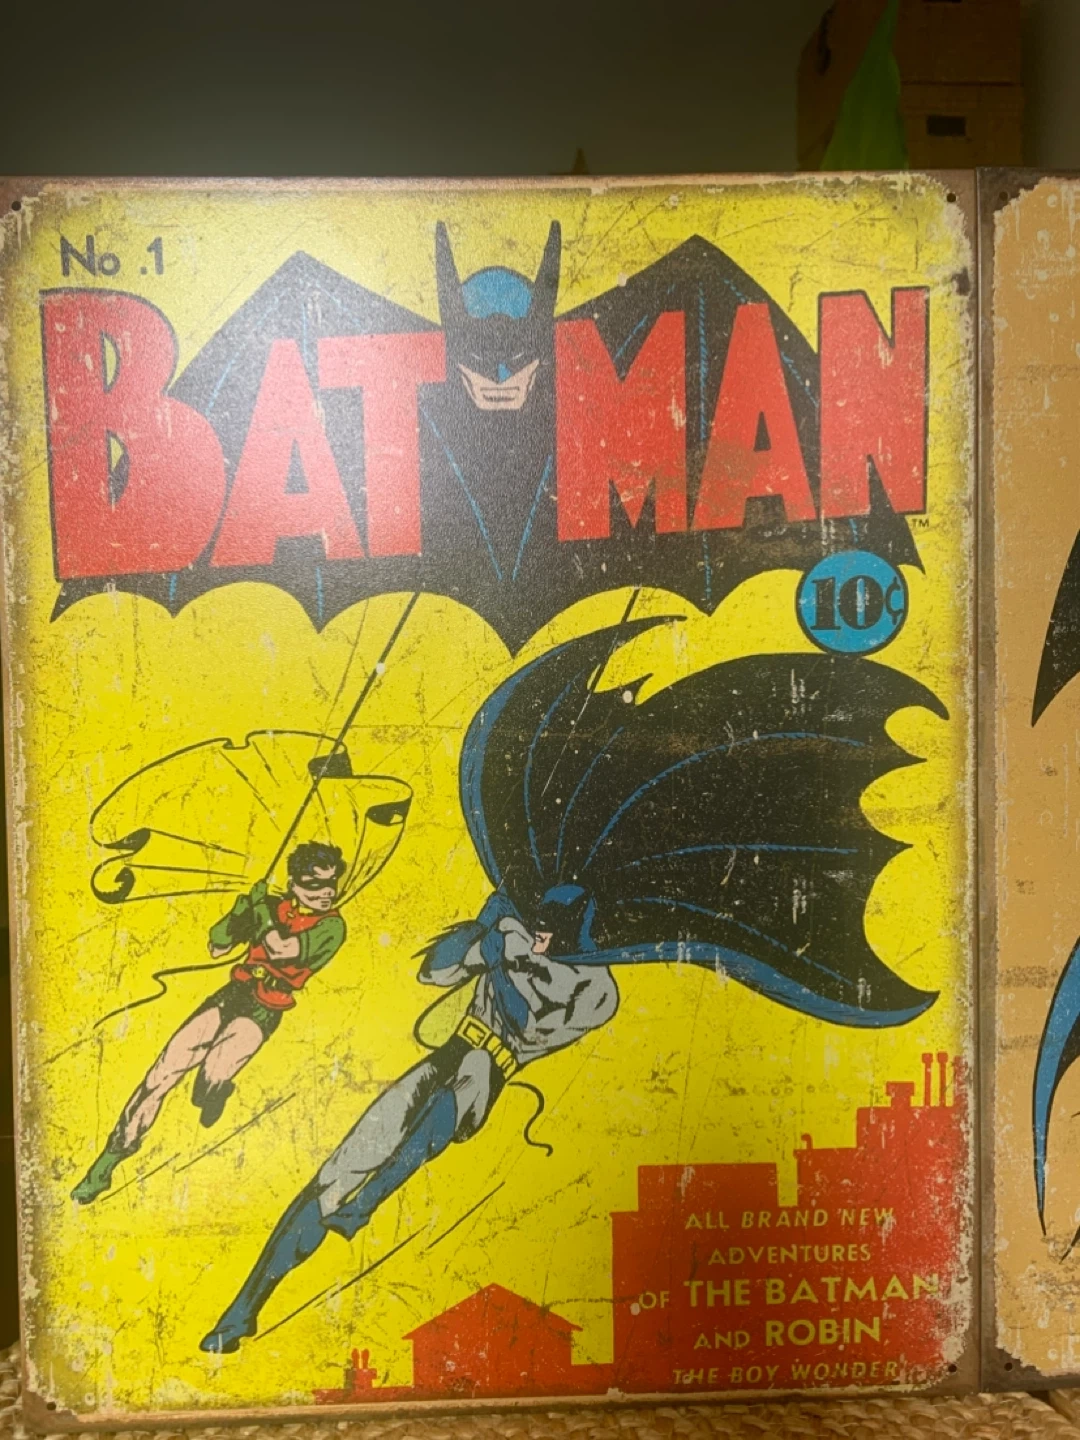 No .1
BATMAN
TM
10¢
ALL BRAND NEW
ADVENTURES
OF THE BATMAN
AND ROBIN,
THE BOY WONDER!